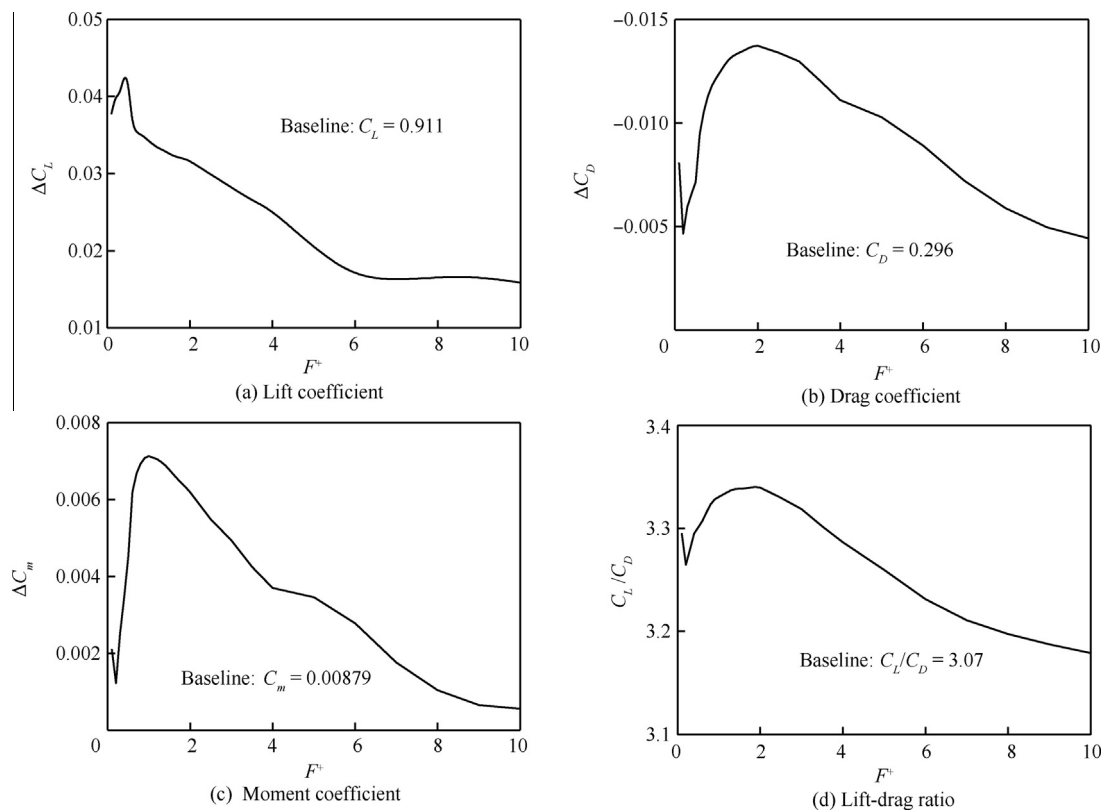 0.05
0.04
0.03
0.02
0.01
ΔC_L
Baseline: C_L = 0.911
0 2 4 6 8 10
F⁺
(a) Lift coefficient
−0.015
−0.010
−0.005
0
ΔC_D
Baseline: C_D = 0.296
2 4 6 8 10
F⁺
(b) Drag coefficient
0.008
0.006
0.004
0.002
0
ΔC_m
Baseline: C_m = 0.00879
2 4 6 8 10
F⁺
(c) Moment coefficient
3.4
3.3
3.2
3.1
C_L/C_D
Baseline: C_L/C_D = 3.07
0 2 4 6 8 10
F⁺
(d) Lift-drag ratio